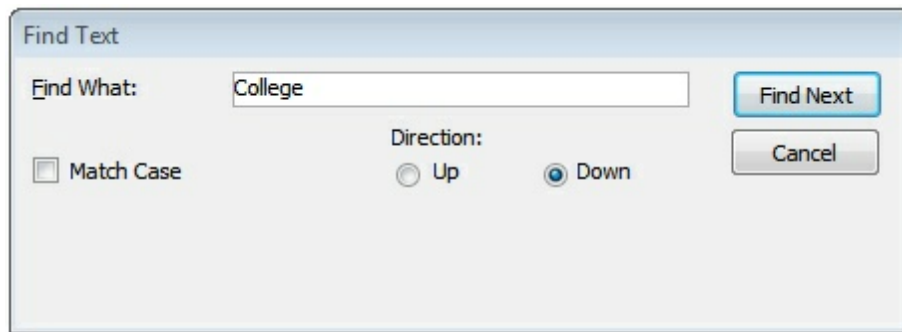 Find Text
Find What: College Find Next
Direction:
Cancel
Match Case Up Down